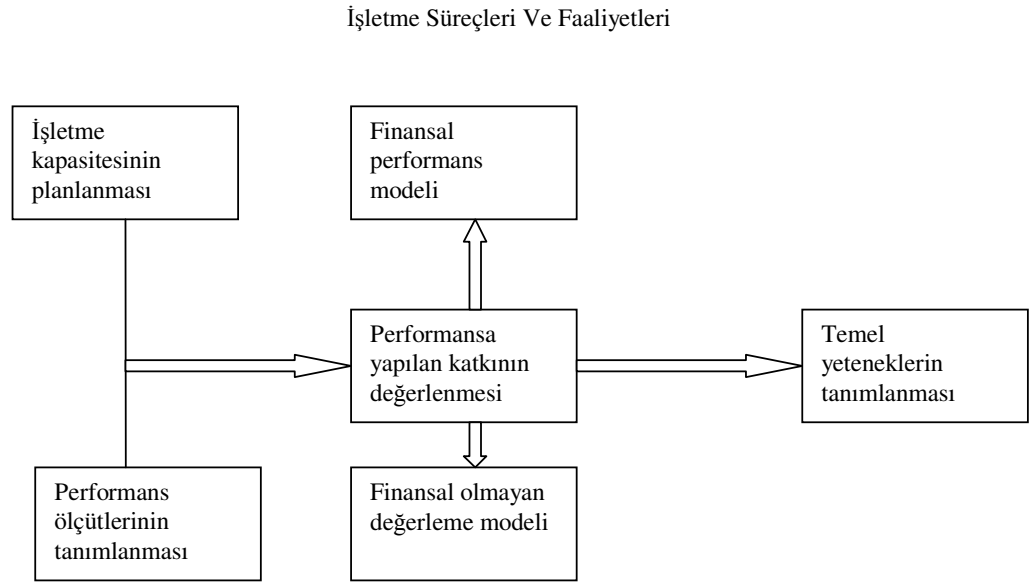 İşletme Süreçleri Ve Faaliyetleri
İşletme
kapasitesinin
planlanması
Finansal
performans
modeli
Performansa
yapılan katkının
değerlenmesi
Temel
yeteneklerin
tanımlanması
Performans
ölçütlerinin
tanımlanması
Finansal olmayan
değerleme modeli